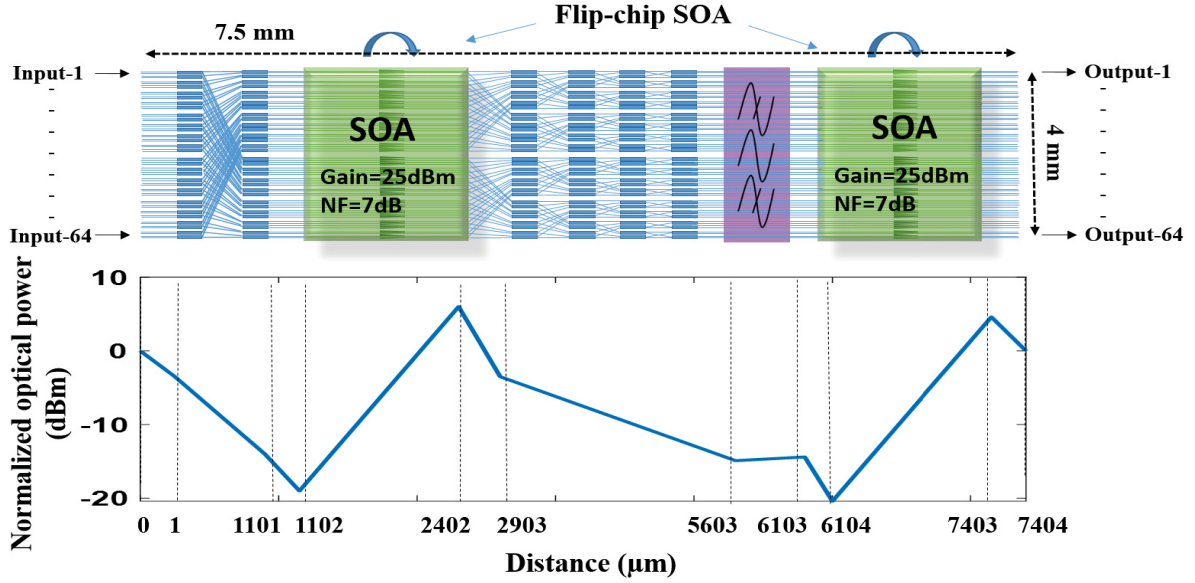 Flip-chip SOA
7.5 mm
Input-1
Output-1
SOA
Gain=25dBm
NF=7dB
SOA
Gain=25dBm
NF=7dB
4 mm
Input-64
Output-64
Normalized optical power
(dBm)
10
0
-10
-20
0 1 1101 1102 2402 2903 5603 6103 6104 7403 7404
Distance (µm)